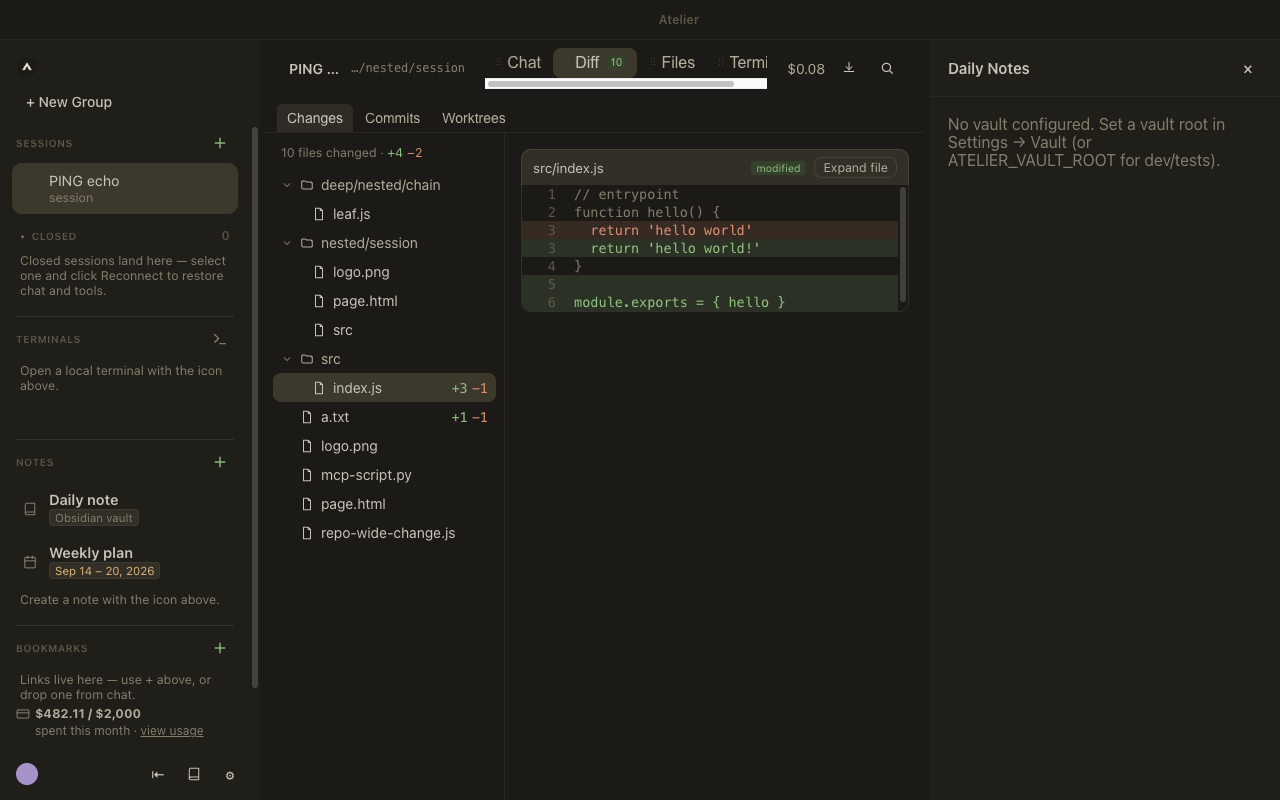 Atelier
+ New Group
SESSIONS
PING echo
session
CLOSED 0
Closed sessions land here — select
one and click Reconnect to restore
chat and tools.
TERMINALS
Open a local terminal with the icon
above.
NOTES
Daily note
Obsidian vault
Weekly plan
Sep 14 – 20, 2026
Create a note with the icon above.
BOOKMARKS
Links live here — use + above, or
drop one from chat.
$482.11 / $2,000
spent this month · view usage
PING ... …/nested/session
Chat Diff 10 Files Termi
$0.08
Changes Commits Worktrees
10 files changed · +4 −2
deep/nested/chain
leaf.js
nested/session
logo.png
page.html
src
src
index.js +3 −1
a.txt +1 −1
logo.png
mcp-script.py
page.html
repo-wide-change.js
src/index.js modified Expand file
1 // entrypoint
2 function hello() {
3 return 'hello world'
3 return 'hello world!'
4 }
5
6 module.exports = { hello }
Daily Notes ×
No vault configured. Set a vault root in
Settings → Vault (or
ATELIER_VAULT_ROOT for dev/tests).